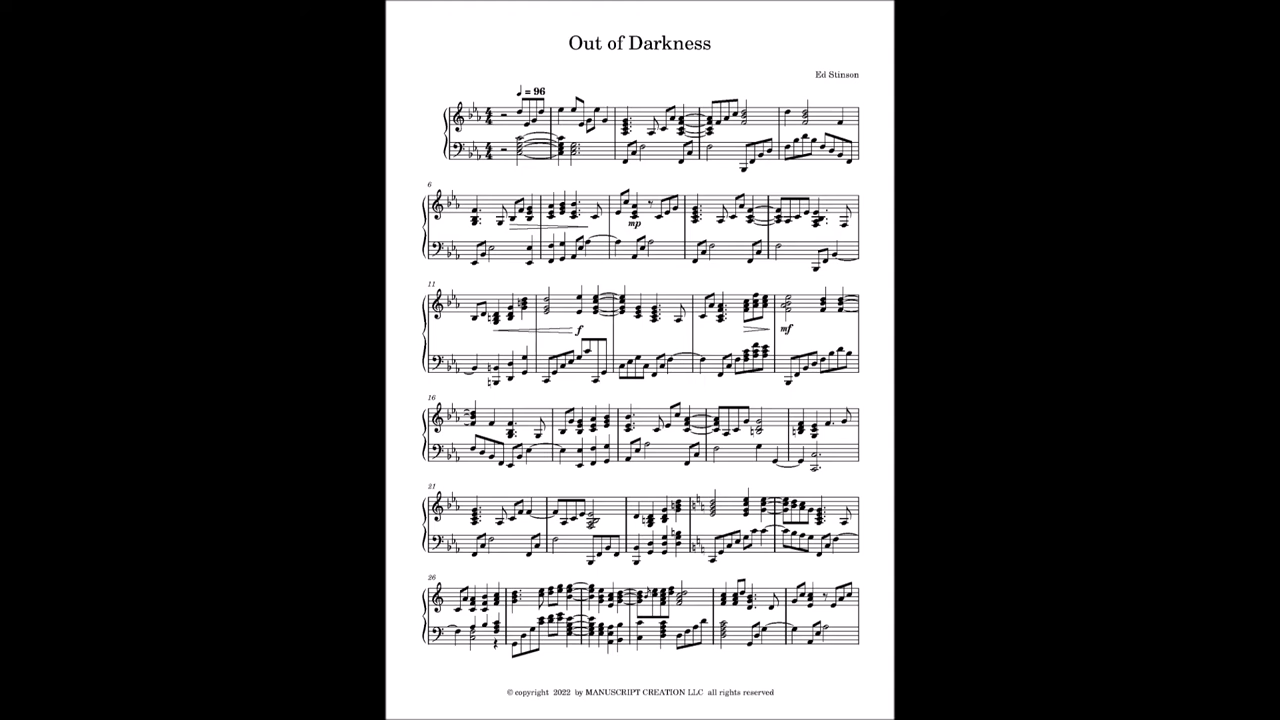 Out of Darkness
Ed Stinson
= 96
6
mp
11
f
mf
16
21
26
© copyright 2022 by MANUSCRIPT CREATION LLC all rights reserved